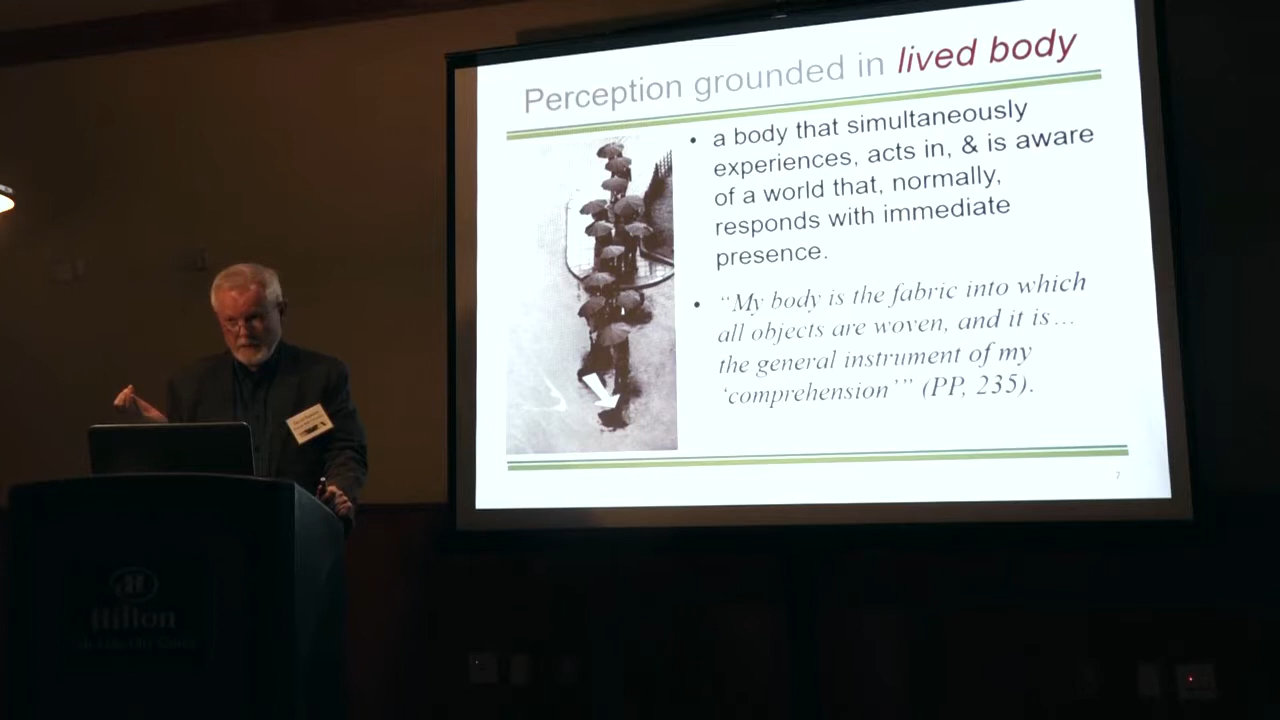 Perception grounded in lived body
• a body that simultaneously
experiences, acts in, & is aware
of a world that, normally,
responds with immediate
presence.
• “My body is the fabric into which
all objects are woven, and it is…
the general instrument of my
‘comprehension’” (PP, 235).
7
H
Hilton